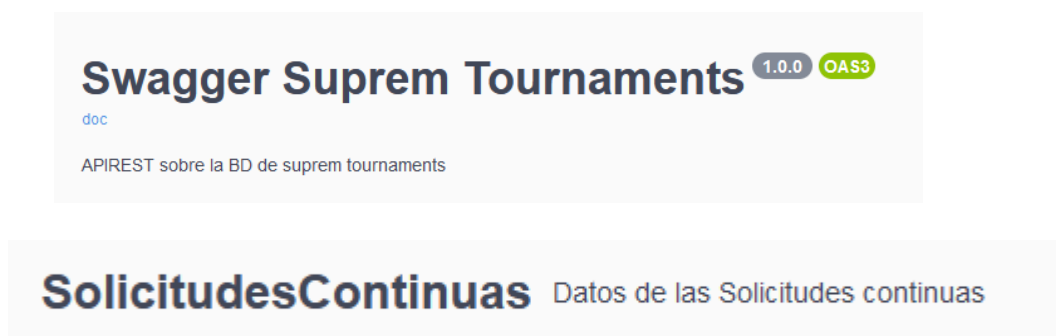 Swagger Suprem Tournaments 1.0.0 OAS3
doc
APIREST sobre la BD de suprem tournaments
SolicitudesContinuas Datos de las Solicitudes continuas